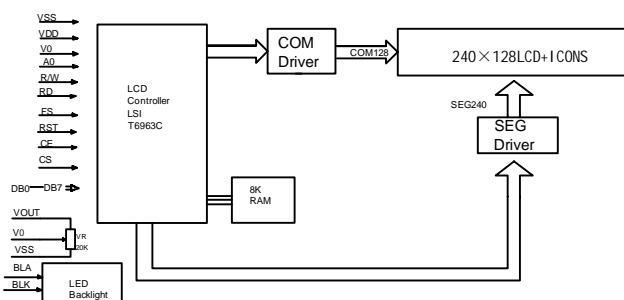 VSS
VDD
V0
A0
R/W
RD
FS
RST
CE
CS
DB0 DB7
VOUT
V0
VSS
VR
20K
BLA
BLK
LED
Backlight
LCD
Controller
LSI
T6963C
8K
RAM
COM
Driver
COM128
240×128LCD+ICONS
SEG240
SEG
Driver